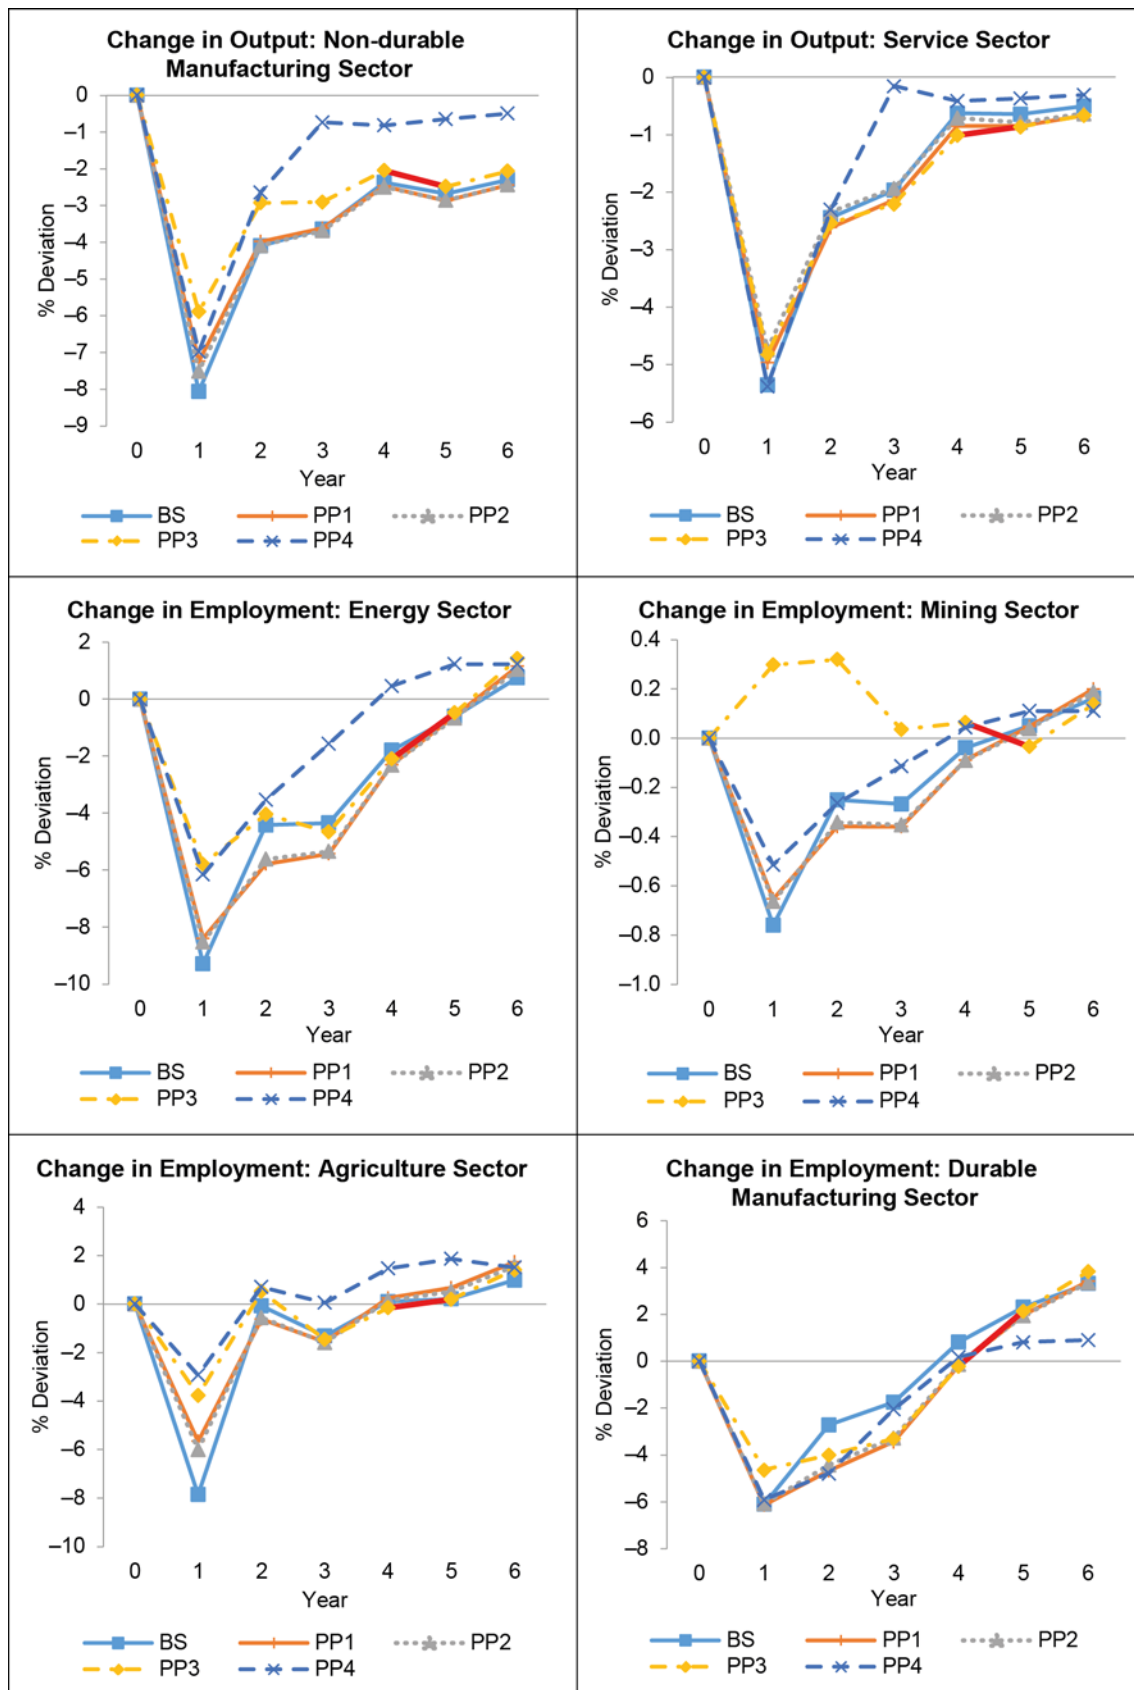 Change in Output: Non-durable
Manufacturing Sector
% Deviation
0
–1
–2
–3
–4
–5
–6
–7
–8
–9
0 1 2 3 4 5 6
Year
BS PP1 PP2
PP3 PP4
Change in Output: Service Sector
% Deviation
0
–1
–2
–3
–4
–5
–6
0 1 2 3 4 5 6
Year
BS PP1 PP2
PP3 PP4
Change in Employment: Energy Sector
% Deviation
2
0
–2
–4
–6
–8
–10
0 1 2 3 4 5 6
Year
BS PP1 PP2
PP3 PP4
Change in Employment: Mining Sector
% Deviation
0.4
0.2
0.0
–0.2
–0.4
–0.6
–0.8
–1.0
0 1 2 3 4 5 6
Year
BS PP1 PP2
PP3 PP4
Change in Employment: Agriculture Sector
% Deviation
4
2
0
–2
–4
–6
–8
–10
0 1 2 3 4 5 6
Year
BS PP1 PP2
PP3 PP4
Change in Employment: Durable
Manufacturing Sector
% Deviation
6
4
2
0
–2
–4
–6
–8
0 1 2 3 4 5 6
Year
BS PP1 PP2
PP3 PP4